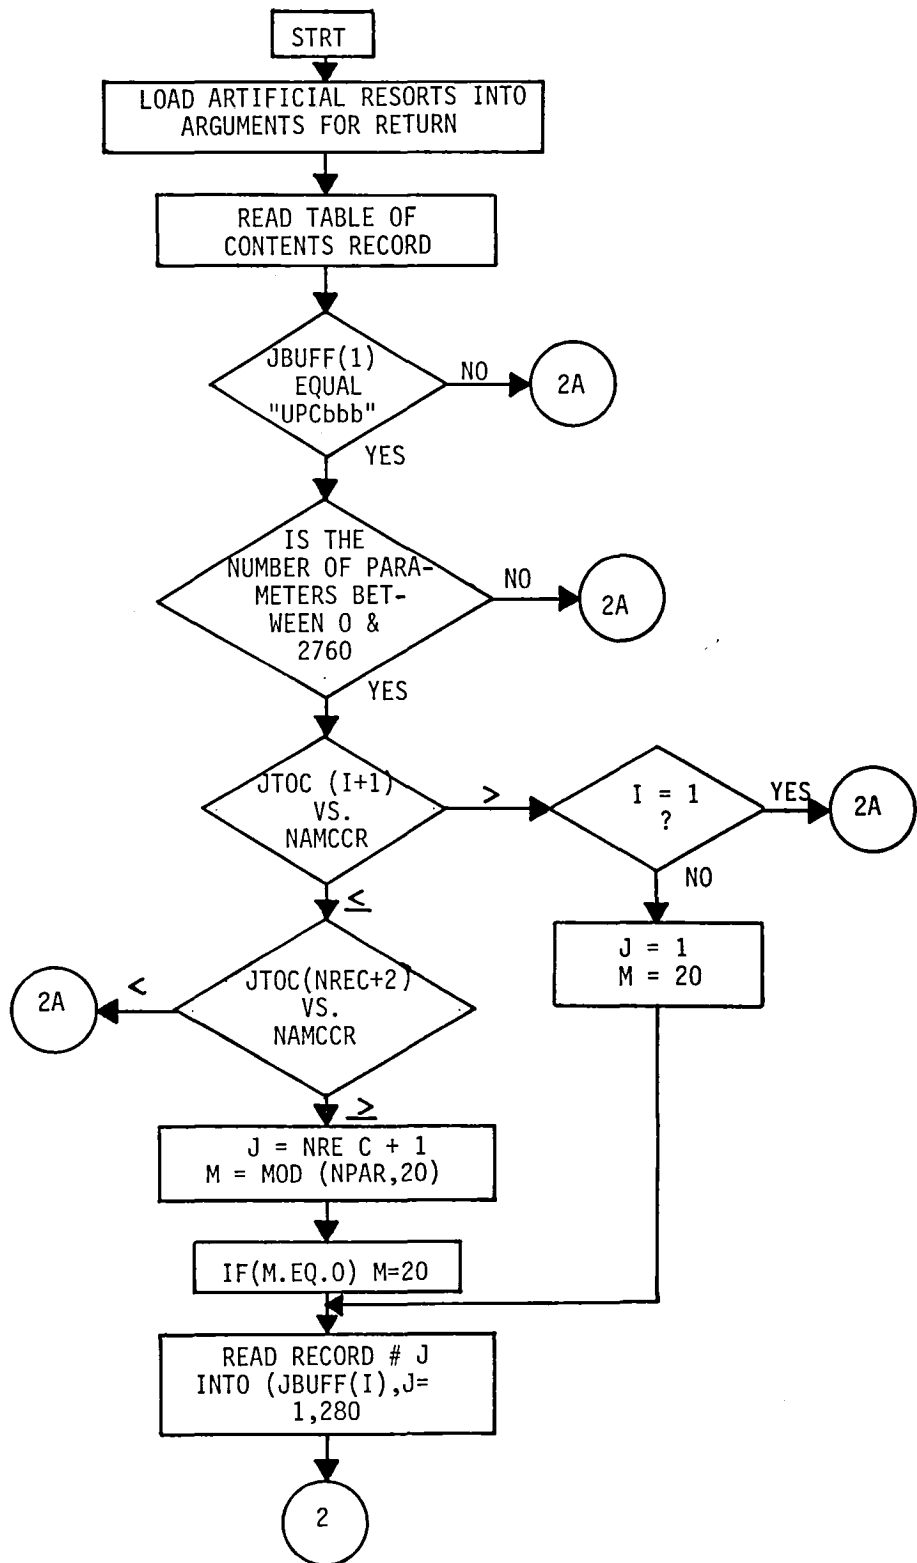 STRT
LOAD ARTIFICIAL RESORTS INTO
ARGUMENTS FOR RETURN
READ TABLE OF
CONTENTS RECORD
JBUFF(1)
EQUAL
"UPCbbb"
NO
2A
YES
IS THE
NUMBER OF PARA-
METERS BET-
WEEN 0 &
2760
NO
2A
YES
JTOC (I+1)
VS.
NAMCCR
>
I = 1
?
YES
2A
NO
J = 1
M = 20
≤
JTOC(NREC+2)
VS.
NAMCCR
<
2A
≥
J = NRE C + 1
M = MOD (NPAR,20)
IF(M.EQ.0) M=20
READ RECORD # J
INTO (JBUFF(I),J=
1,280
2